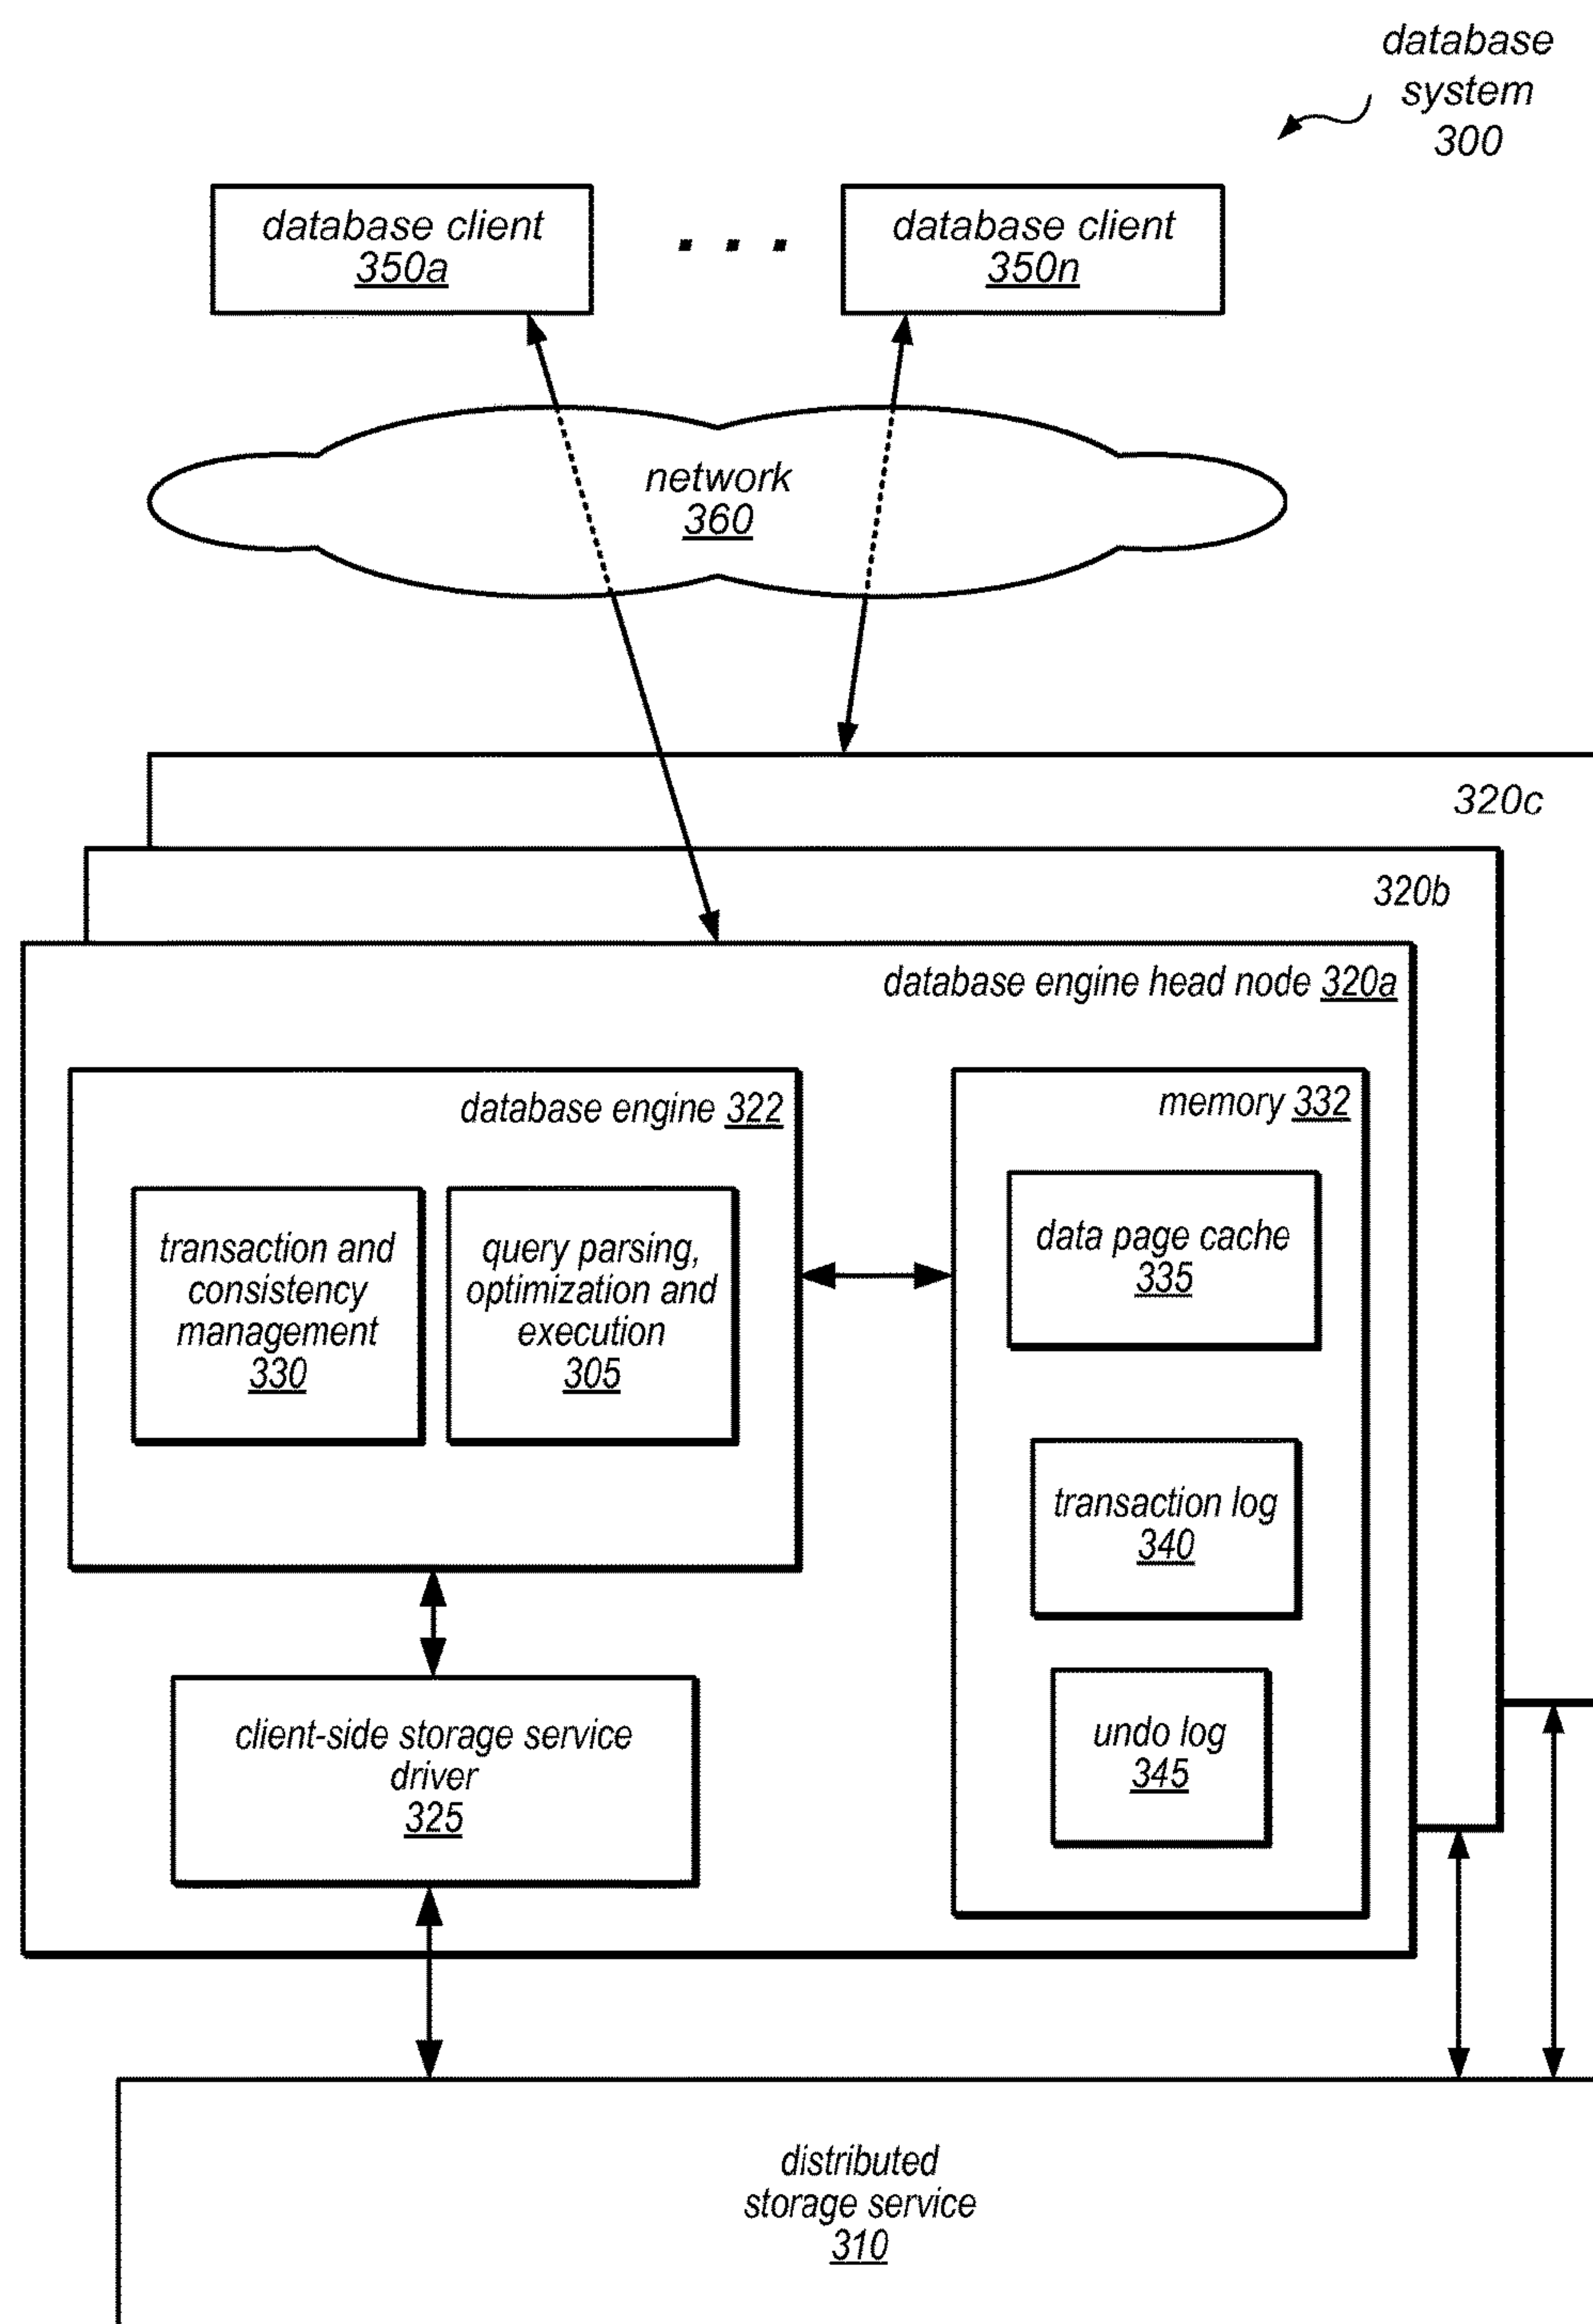 database
system
300
database client
350a
. . .
database client
350n
network
360
320c
320b
database engine head node 320a
database engine 322
transaction and
consistency
management
330
query parsing,
optimization and
execution
305
memory 332
data page cache
335
transaction log
340
undo log
345
client-side storage service
driver
325
distributed
storage service
310